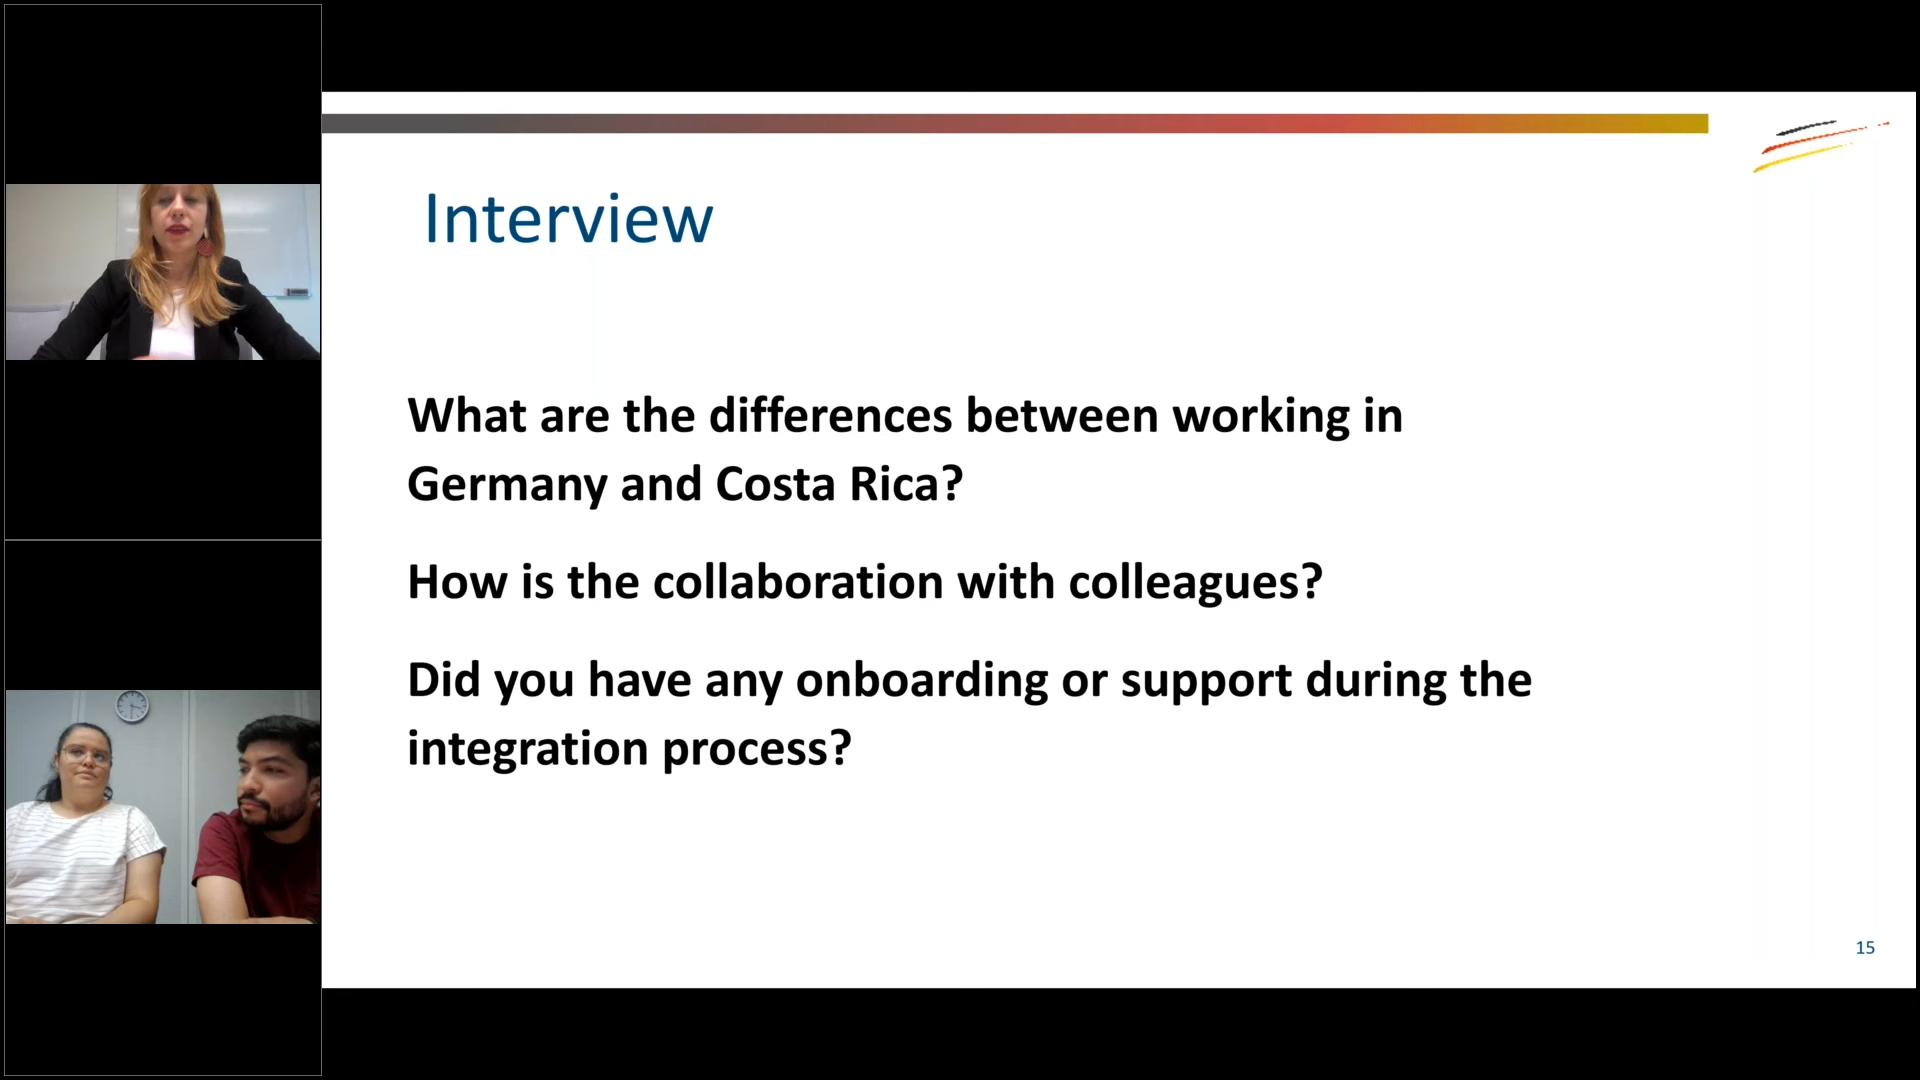 Interview
What are the differences between working in
Germany and Costa Rica?
How is the collaboration with colleagues?
Did you have any onboarding or support during the
integration process?
15